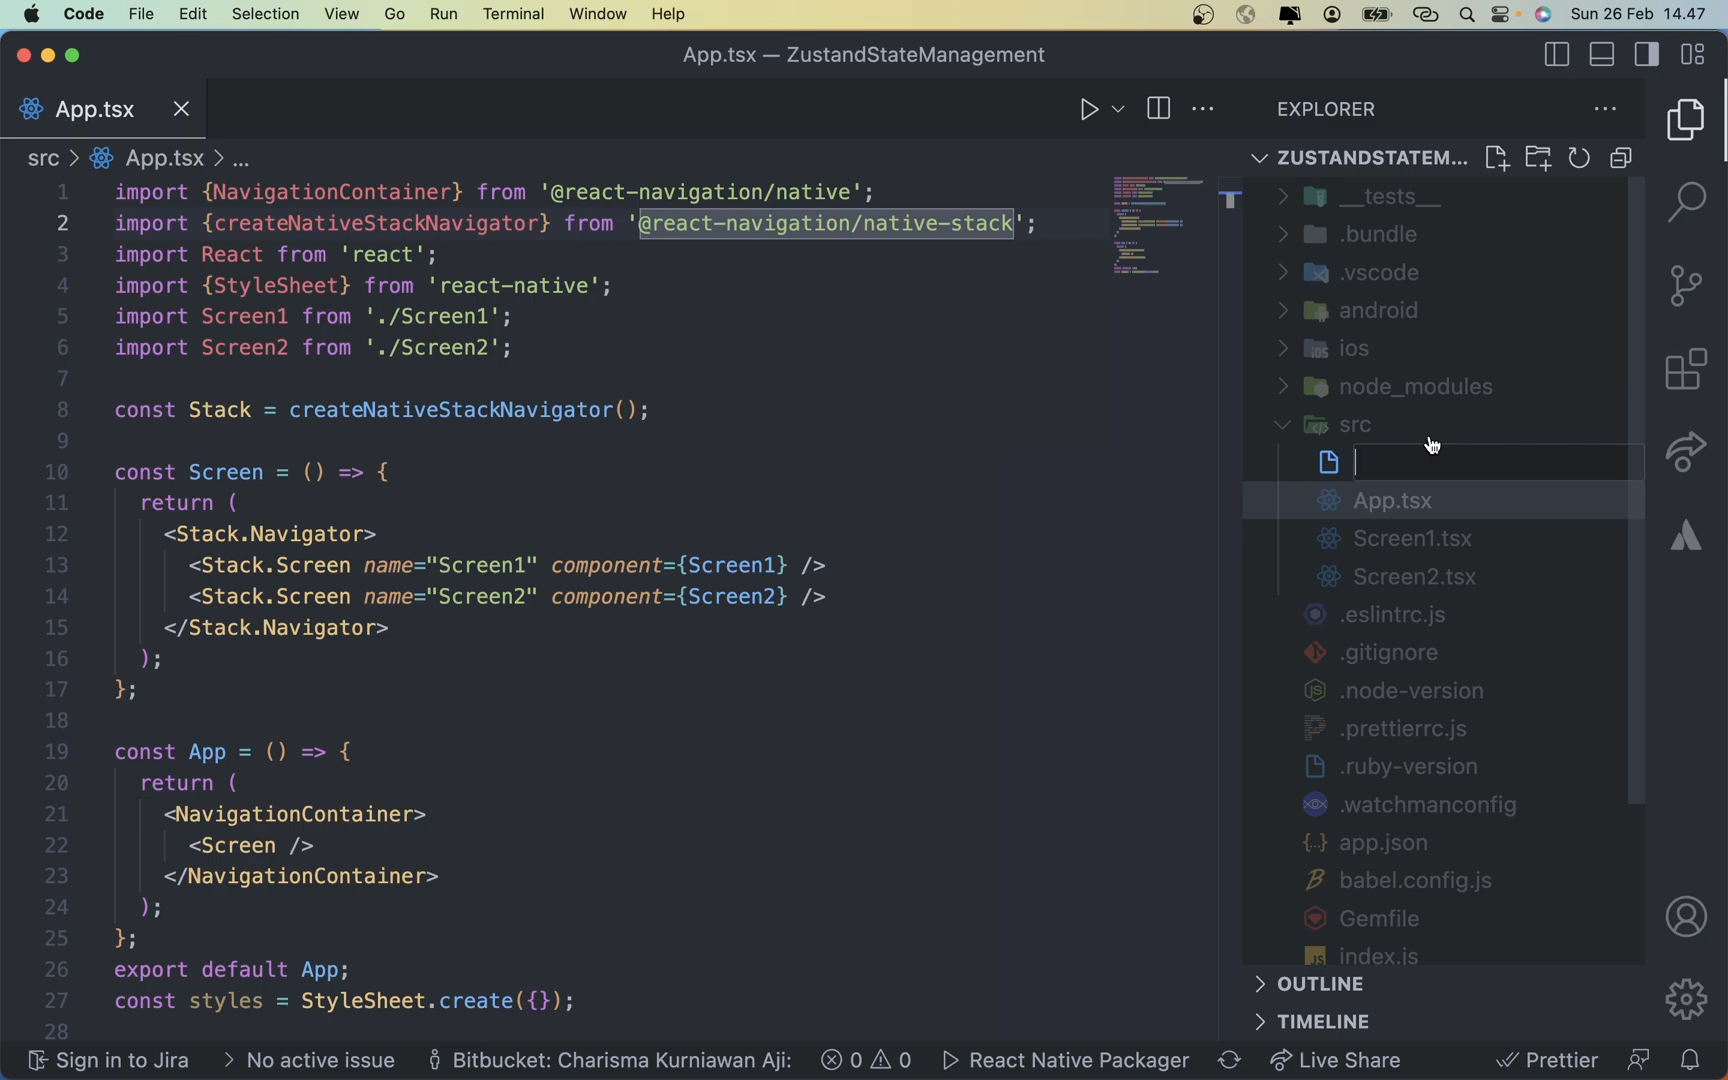 Code File Edit Selection View Go Run Terminal Window Help Sun 26 Feb 14.47
App.tsx — ZustandStateManagement
App.tsx
src > App.tsx > ...
1 import {NavigationContainer} from '@react-navigation/native';
2 import {createNativeStackNavigator} from '@react-navigation/native-stack';
3 import React from 'react';
4 import {StyleSheet} from 'react-native';
5 import Screen1 from './Screen1';
6 import Screen2 from './Screen2';
7
8 const Stack = createNativeStackNavigator();
9
10 const Screen = () => {
11 return (
12 <Stack.Navigator>
13 <Stack.Screen name="Screen1" component={Screen1} />
14 <Stack.Screen name="Screen2" component={Screen2} />
15 </Stack.Navigator>
16 );
17 };
18
19 const App = () => {
20 return (
21 <NavigationContainer>
22 <Screen />
23 </NavigationContainer>
24 );
25 };
26 export default App;
27 const styles = StyleSheet.create({});
28
EXPLORER
ZUSTANDSTATEM...
__tests__
.bundle
.vscode
android
ios
node_modules
src
App.tsx
Screen1.tsx
Screen2.tsx
.eslintrc.js
.gitignore
.node-version
.prettierrc.js
.ruby-version
.watchmanconfig
app.json
babel.config.js
Gemfile
index.js
OUTLINE
TIMELINE
Sign in to Jira > No active issue Bitbucket: Charisma Kurniawan Aji: 0 0 React Native Packager Live Share Prettier